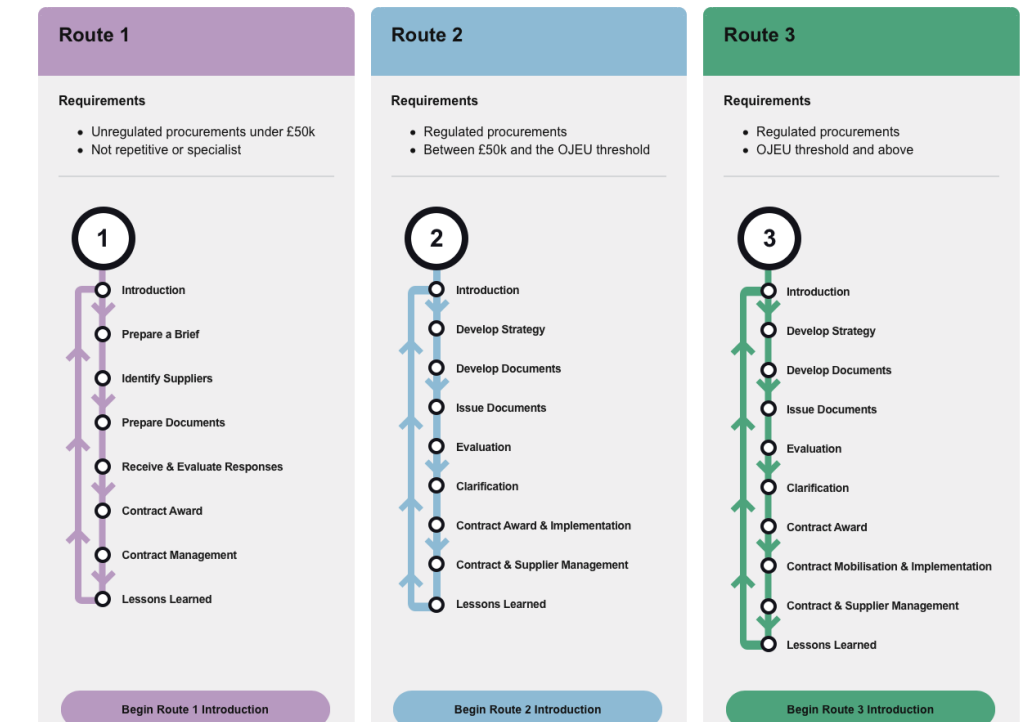 Route 1
Requirements
Unregulated procurements under £50k
Not repetitive or specialist
1
Introduction
Prepare a Brief
Identify Suppliers
Prepare Documents
Receive & Evaluate Responses
Contract Award
Contract Management
Lessons Learned
Begin Route 1 Introduction
Route 2
Requirements
Regulated procurements
Between £50k and the OJEU threshold
2
Introduction
Develop Strategy
Develop Documents
Issue Documents
Evaluation
Clarification
Contract Award & Implementation
Contract & Supplier Management
Lessons Learned
Begin Route 2 Introduction
Route 3
Requirements
Regulated procurements
OJEU threshold and above
3
Introduction
Develop Strategy
Develop Documents
Issue Documents
Evaluation
Clarification
Contract Award
Contract Mobilisation & Implementation
Contract & Supplier Management
Lessons Learned
Begin Route 3 Introduction